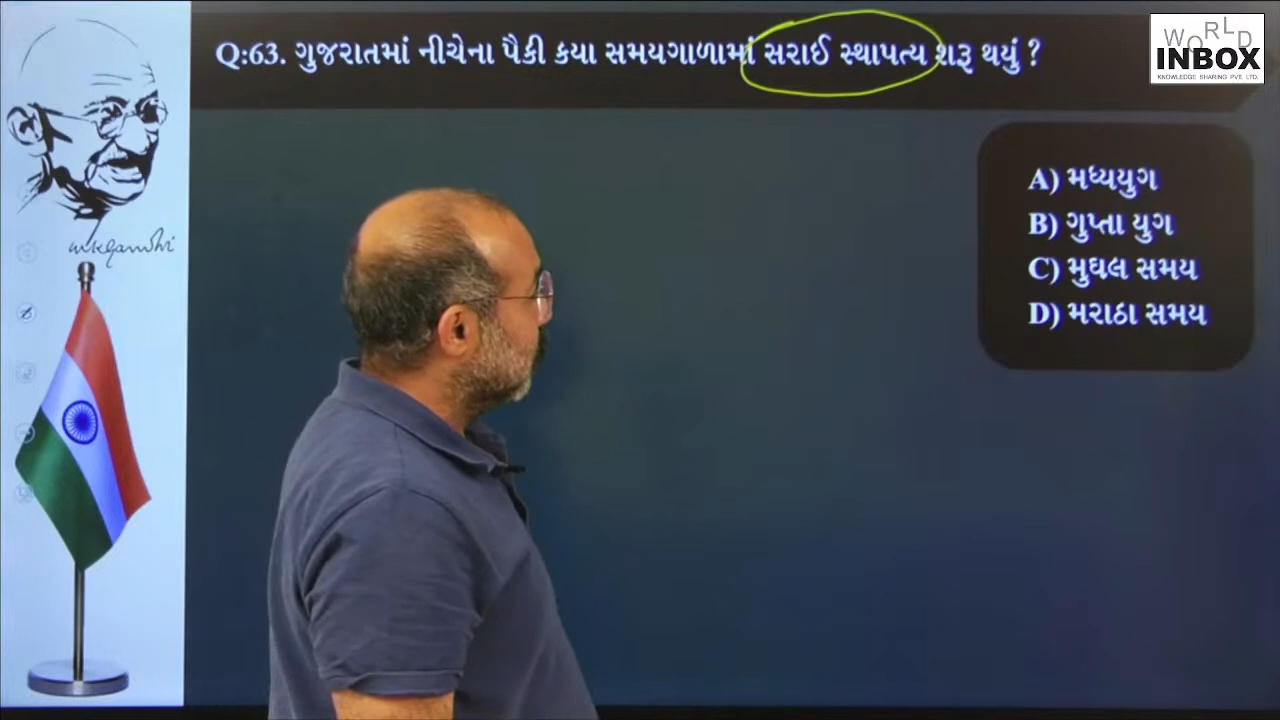 Q:63. ગુજરાતમાં નીચેના પૈકી કયા સમયગાળામાં સરાઈ સ્થાપત્ય શરૂ થયું ?
WORLD
INBOX
KNOWLEDGE SHARING PVT. LTD.
A) મધ્યયુગ
B) ગુપ્તા યુગ
C) મુઘલ સમય
D) મરાઠા સમય
mkgandhi